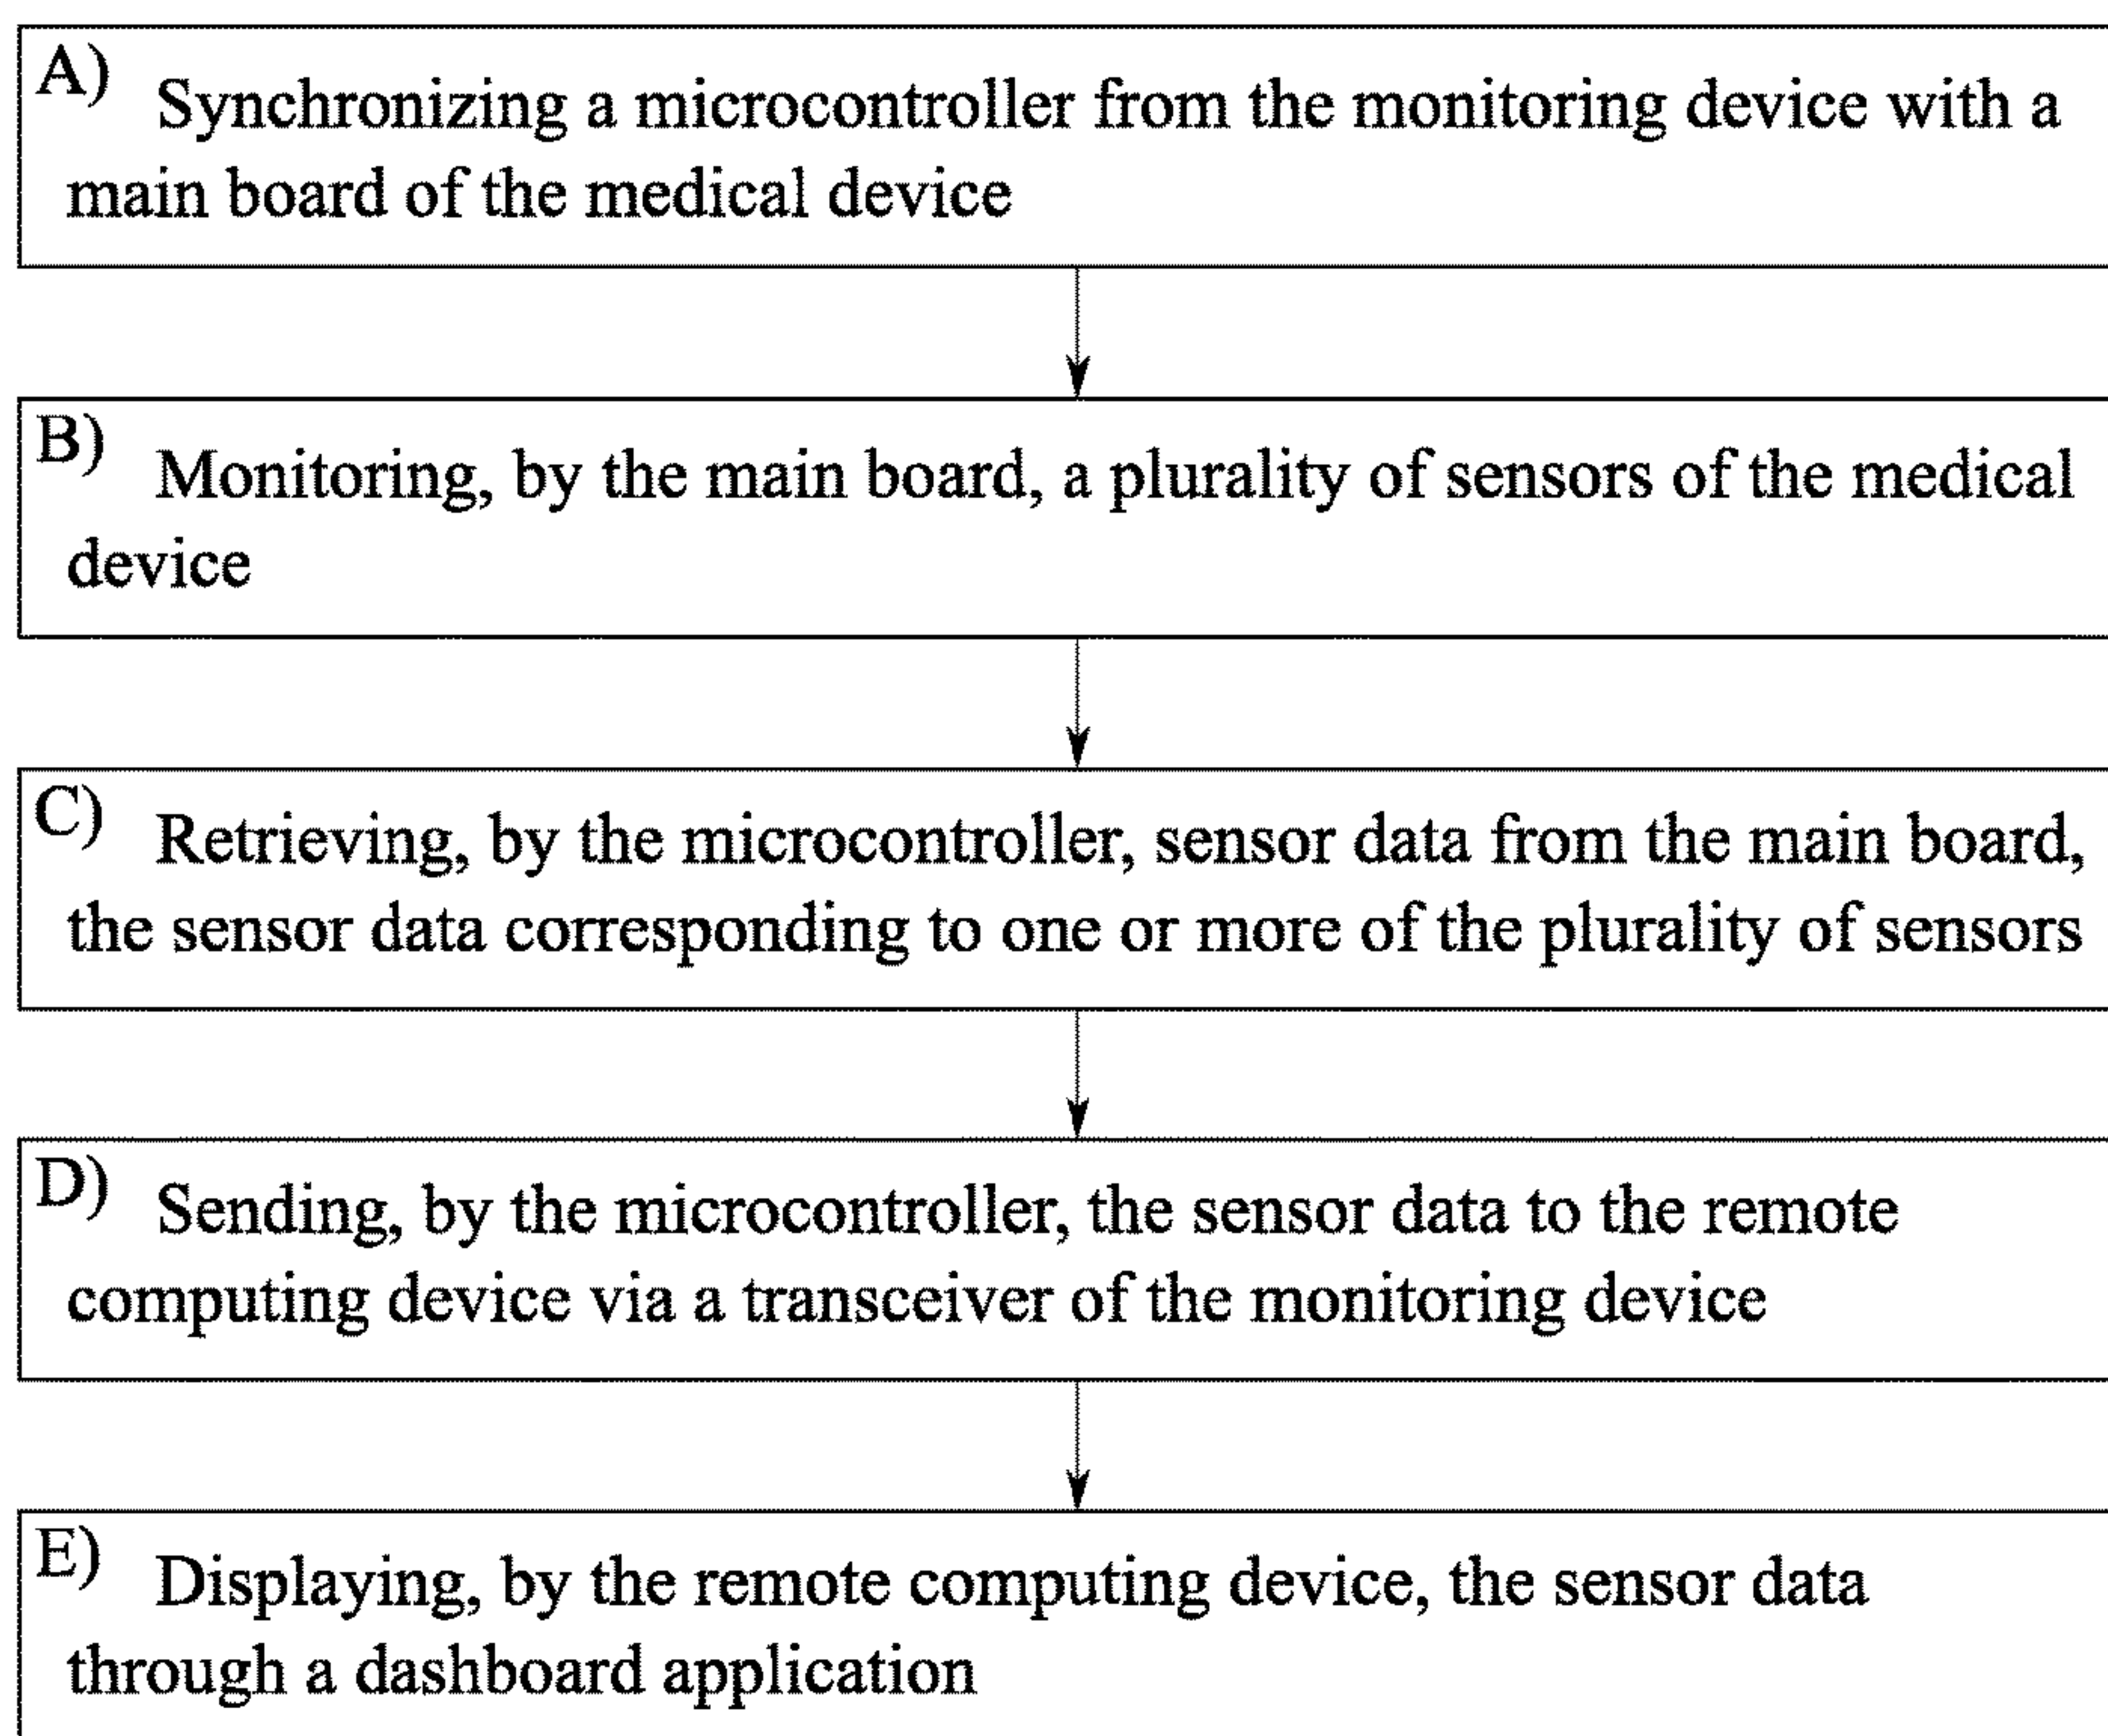 A) Synchronizing a microcontroller from the monitoring device with a
main board of the medical device
B) Monitoring, by the main board, a plurality of sensors of the medical
device
C) Retrieving, by the microcontroller, sensor data from the main board,
the sensor data corresponding to one or more of the plurality of sensors
D) Sending, by the microcontroller, the sensor data to the remote
computing device via a transceiver of the monitoring device
E) Displaying, by the remote computing device, the sensor data
through a dashboard application